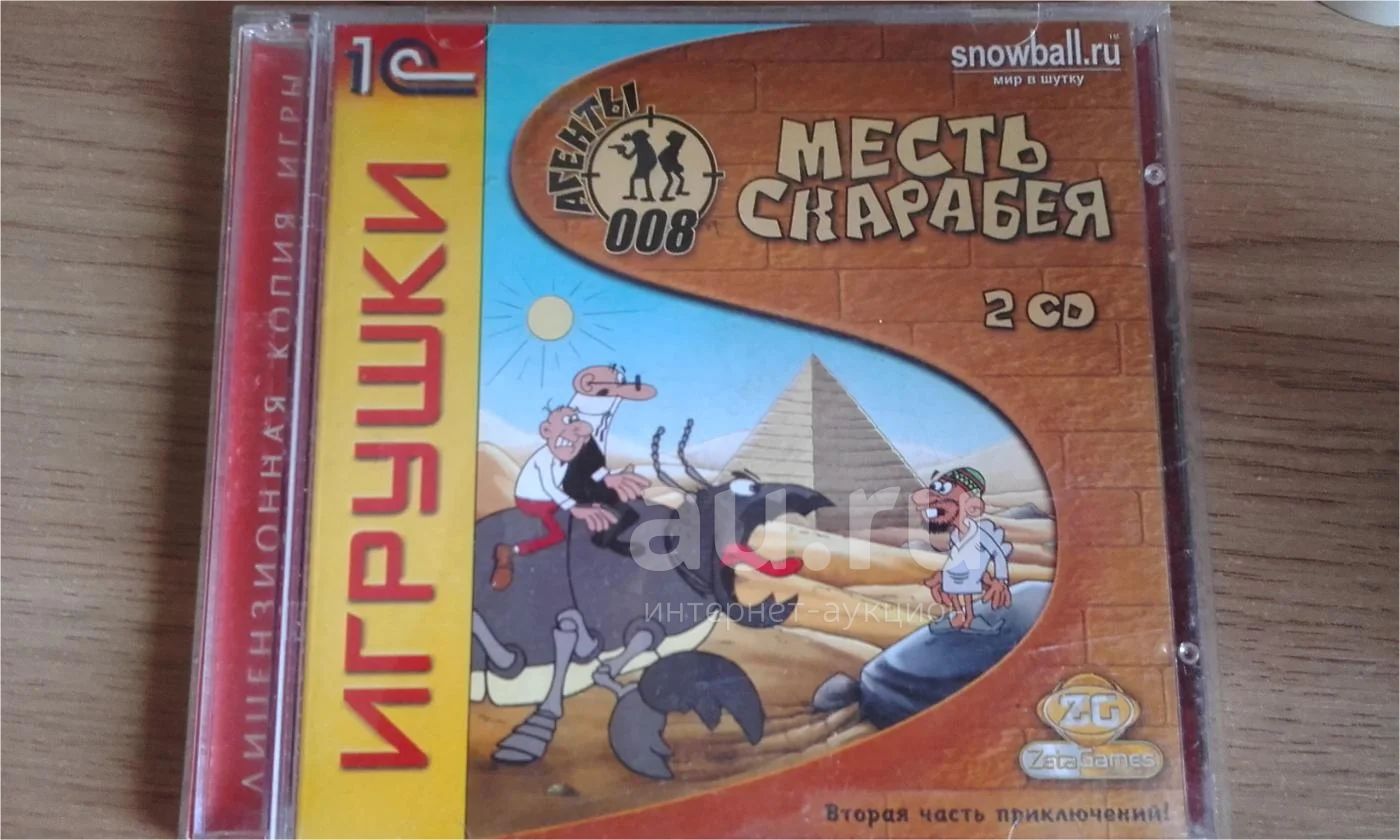 ЛИЦЕНЗИОННАЯ КОПИЯ ИГРЫ
1С
ИГРУШКИ
snowball.ru™
мир в шутку
АГЕНТЫ
008
МЕСТЬ
СКАРАБЕЯ
2 CD
au.ru
интернет-аукцион
ZG
ZetaGames
Вторая часть приключений!